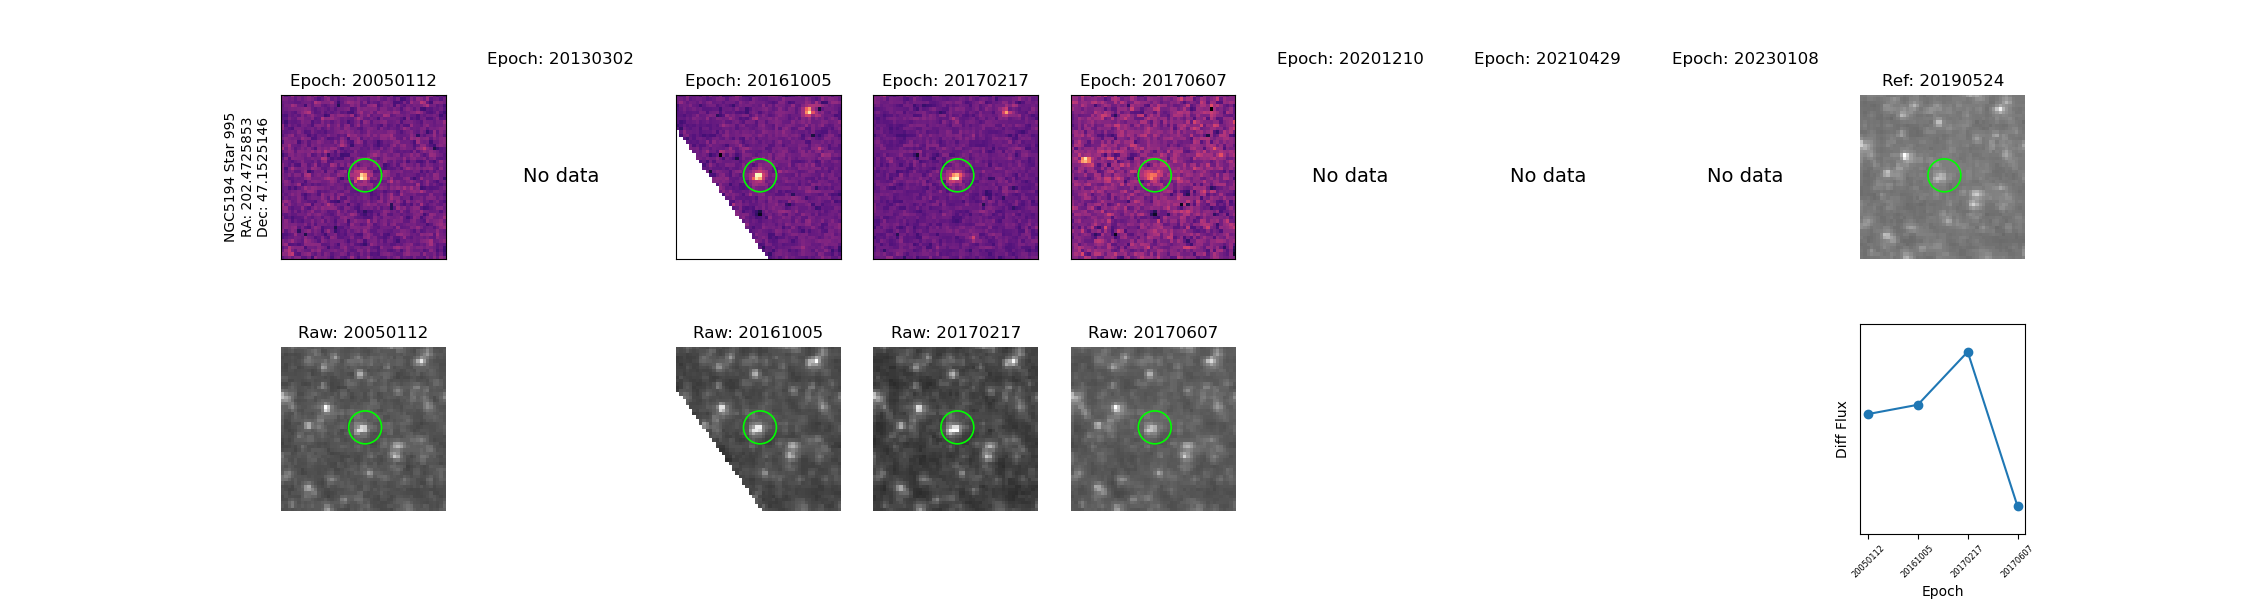 Epoch: 20050112
Epoch: 20130302
Epoch: 20161005
Epoch: 20170217
Epoch: 20170607
Epoch: 20201210
Epoch: 20210429
Epoch: 20230108
Ref: 20190524
NGC5194 Star 995
RA: 202.4725853
Dec: 47.1525146
No data
No data
No data
No data
Raw: 20050112
Raw: 20161005
Raw: 20170217
Raw: 20170607
Diff Flux
20050112
20161005
20170217
20170607
Epoch